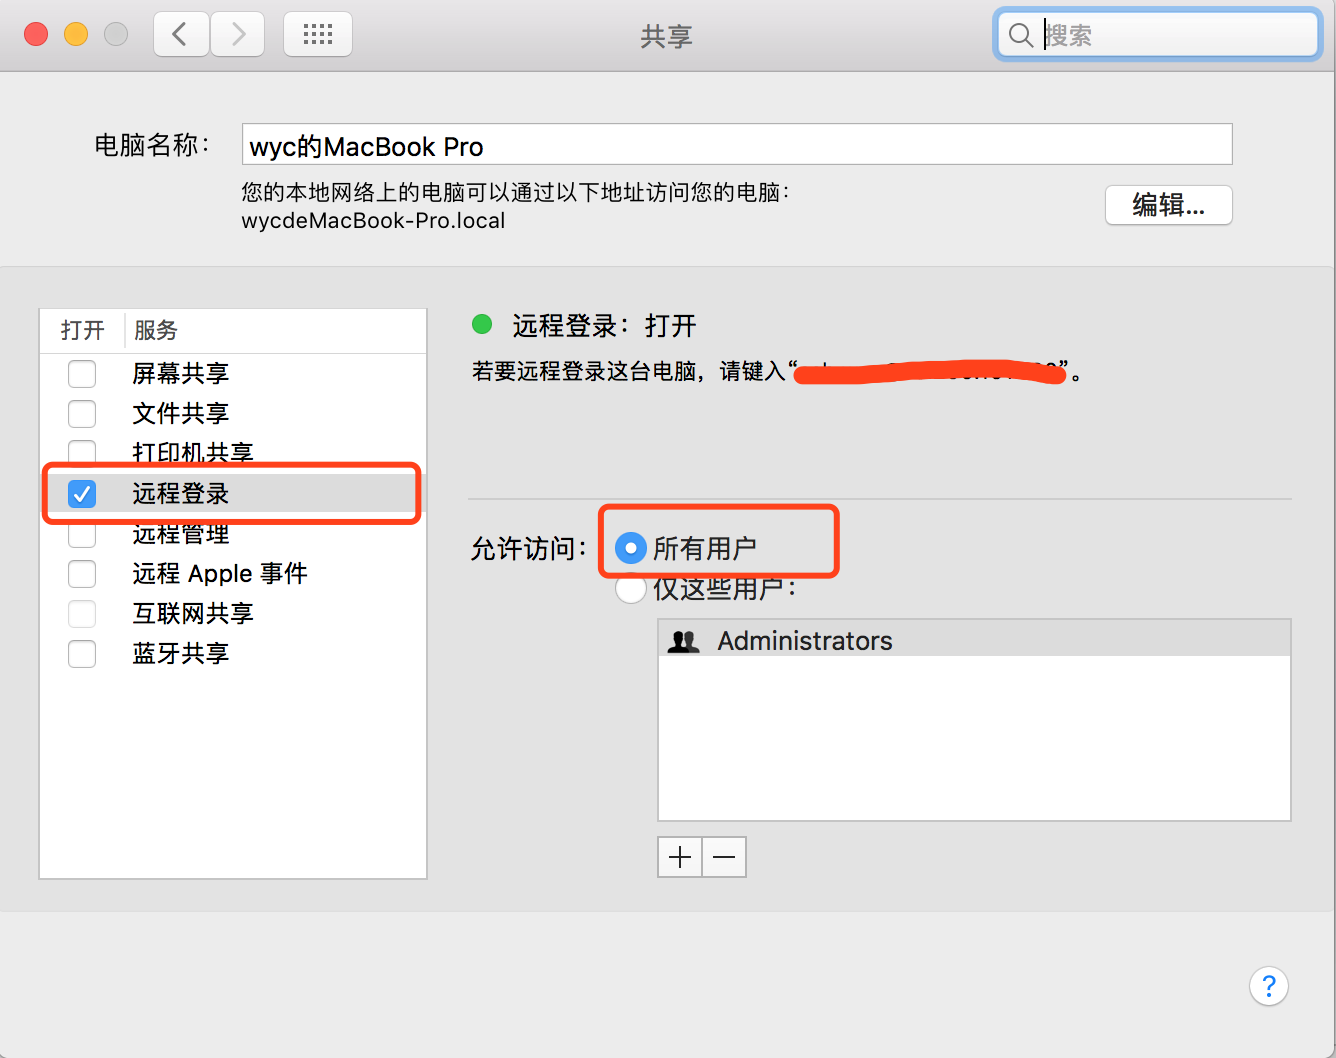 共享
搜索
电脑名称：
wyc的MacBook Pro
您的本地网络上的电脑可以通过以下地址访问您的电脑：
wycdeMacBook-Pro.local
编辑...
打开 服务
屏幕共享
文件共享
打印机共享
远程登录
远程管理
远程 Apple 事件
互联网共享
蓝牙共享
远程登录：打开
若要远程登录这台电脑，请键入“ ”。
允许访问：
所有用户
仅这些用户：
Administrators
?